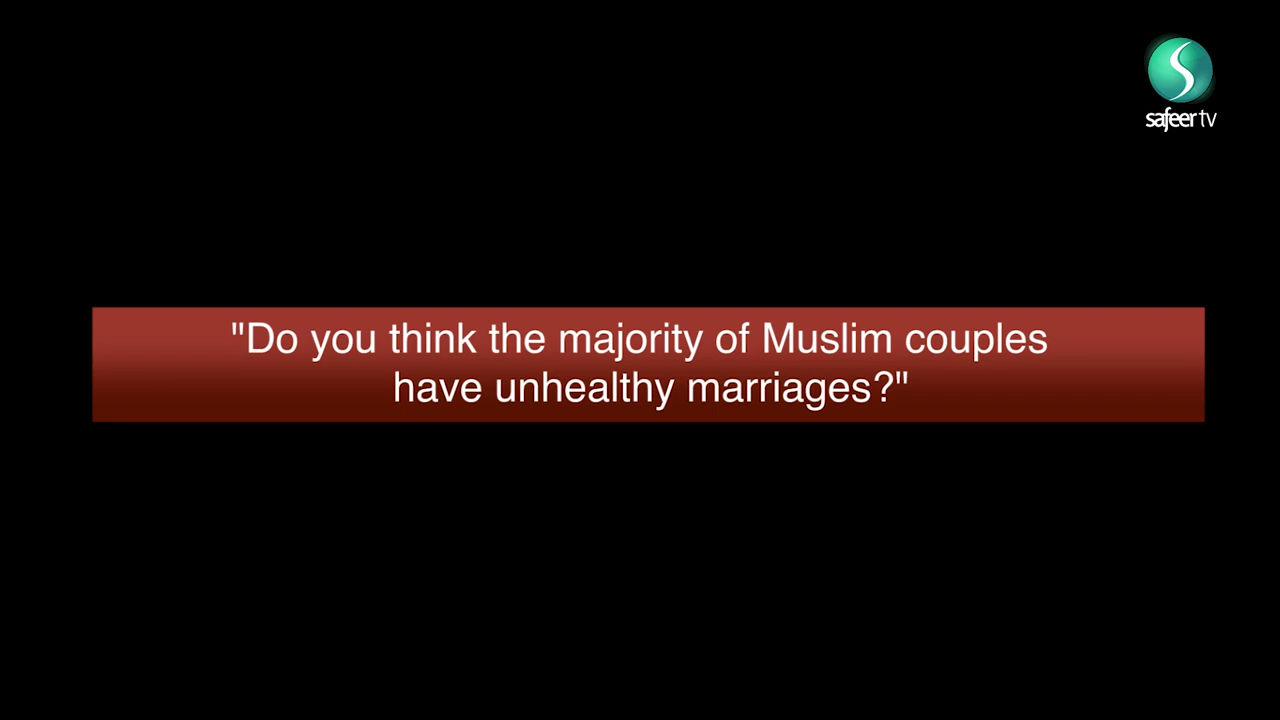 safeer tv
"Do you think the majority of Muslim couples
have unhealthy marriages?"